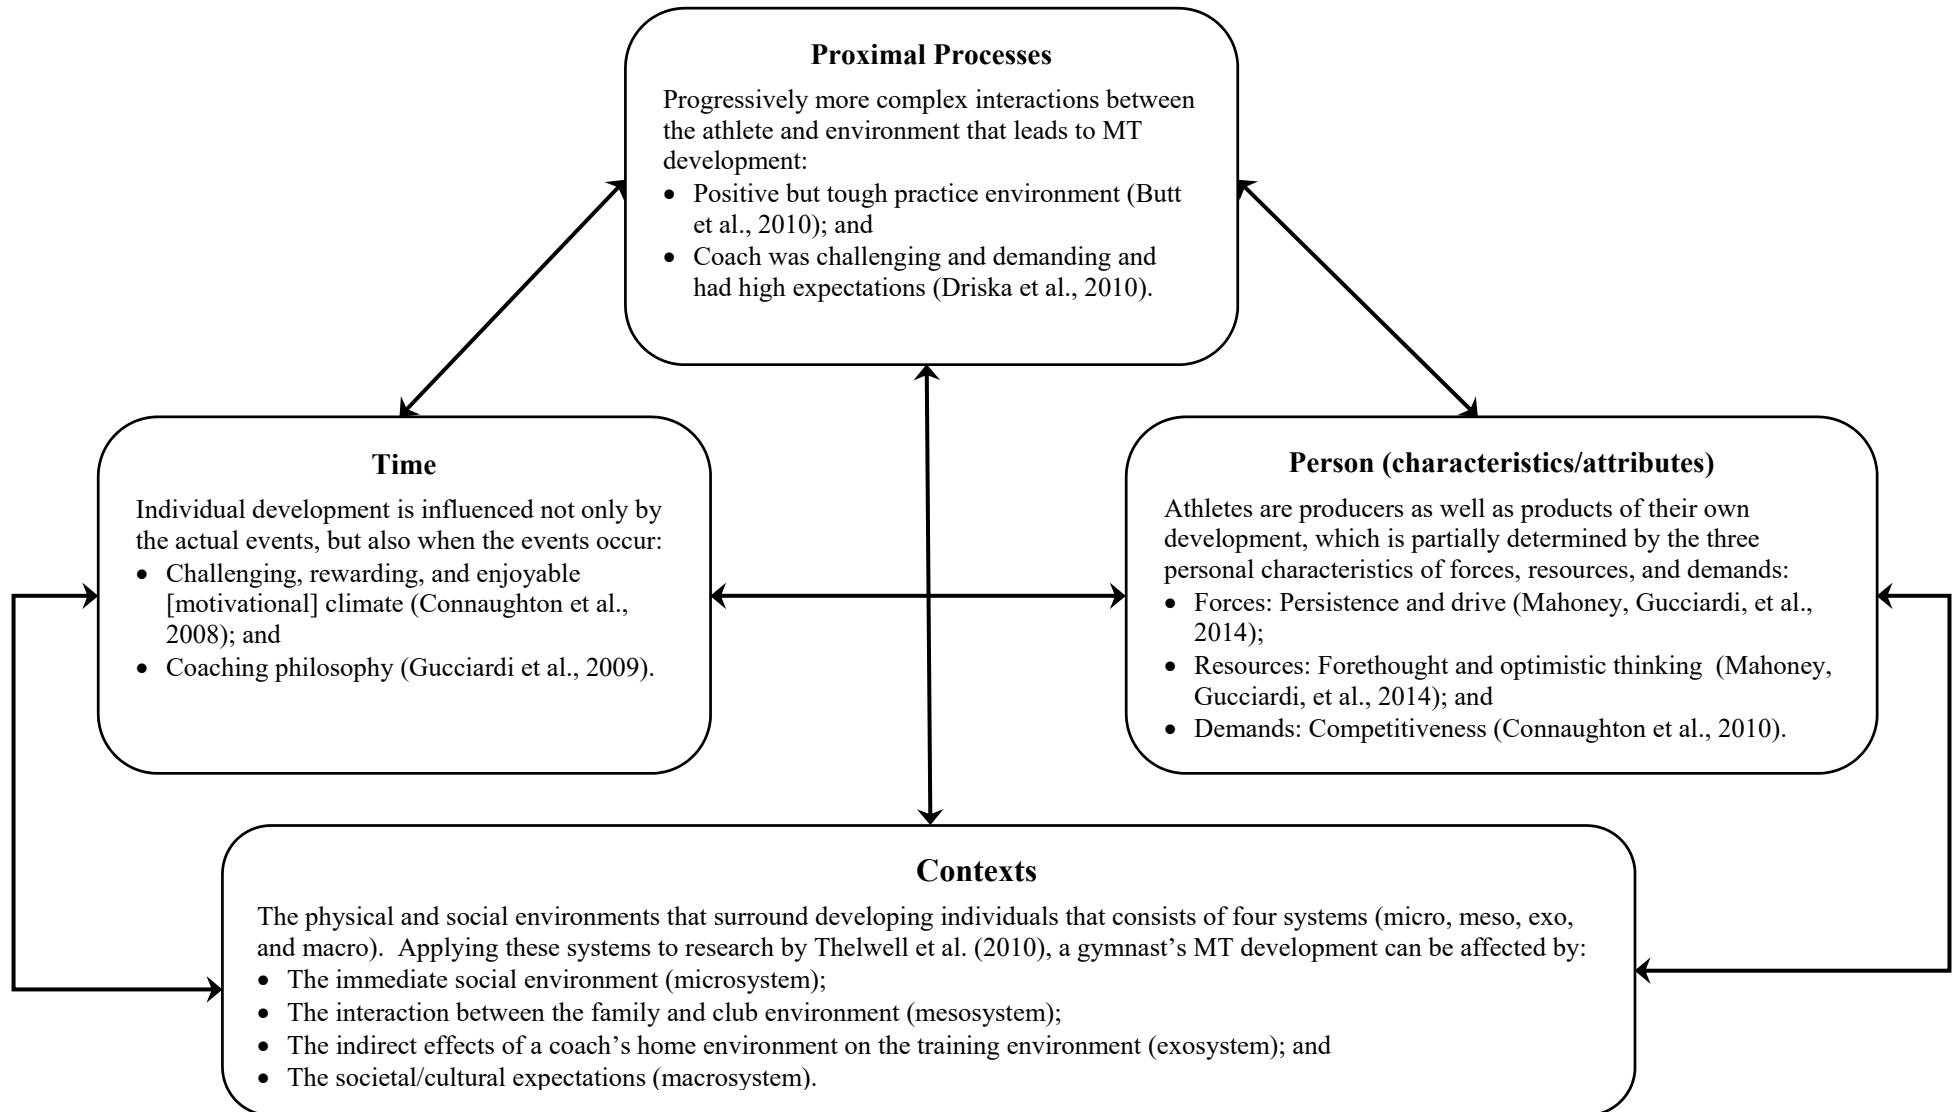 Proximal Processes
Progressively more complex interactions between
the athlete and environment that leads to MT
development:
• Positive but tough practice environment (Butt
et al., 2010); and
• Coach was challenging and demanding and
had high expectations (Driska et al., 2010).
Time
Individual development is influenced not only by
the actual events, but also when the events occur:
• Challenging, rewarding, and enjoyable
[motivational] climate (Connaughton et al.,
2008); and
• Coaching philosophy (Gucciardi et al., 2009).
Person (characteristics/attributes)
Athletes are producers as well as products of their own
development, which is partially determined by the three
personal characteristics of forces, resources, and demands:
• Forces: Persistence and drive (Mahoney, Gucciardi, et al.,
2014);
• Resources: Forethought and optimistic thinking  (Mahoney,
Gucciardi, et al., 2014); and
• Demands: Competitiveness (Connaughton et al., 2010).
Contexts
The physical and social environments that surround developing individuals that consists of four systems (micro, meso, exo,
and macro).  Applying these systems to research by Thelwell et al. (2010), a gymnast’s MT development can be affected by:
• The immediate social environment (microsystem);
• The interaction between the family and club environment (mesosystem);
• The indirect effects of a coach’s home environment on the training environment (exosystem); and
• The societal/cultural expectations (macrosystem).